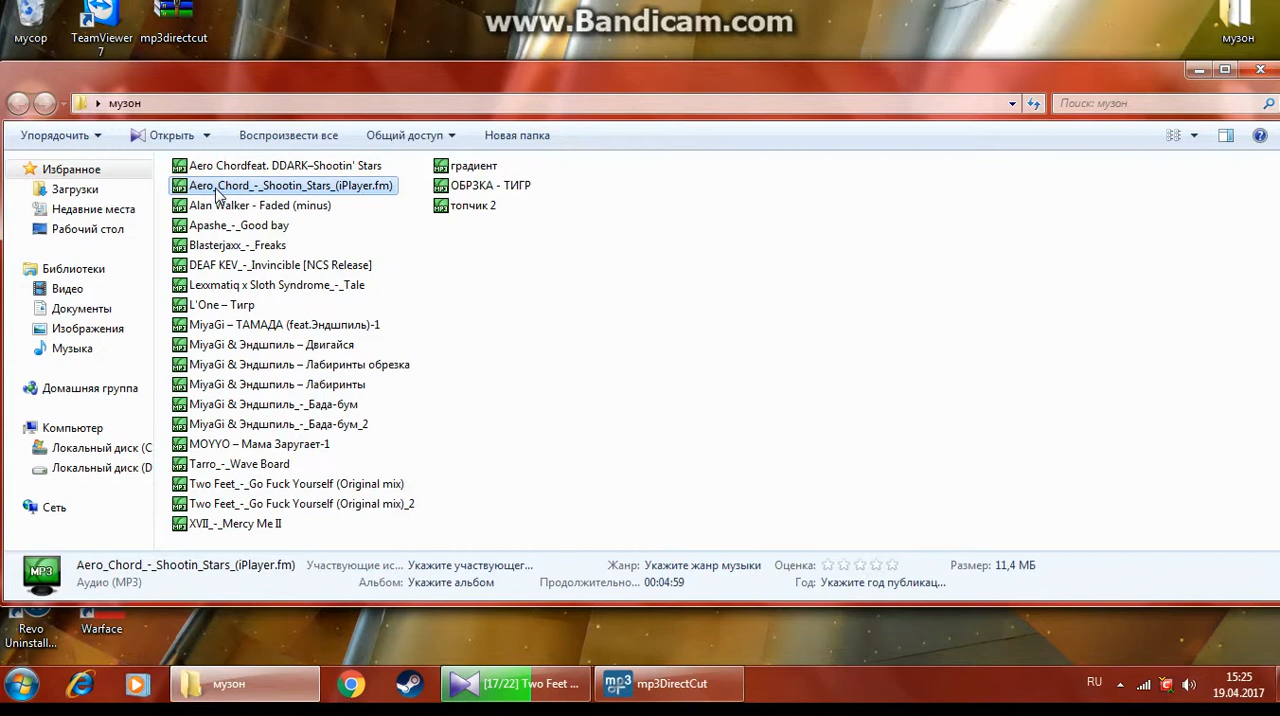 www.Bandicam.com
мусор
TeamViewer 7
mp3directcut
музон
музон
Поиск: музон
Упорядочить
Открыть
Воспроизвести все
Общий доступ
Новая папка
Избранное
Загрузки
Недавние места
Рабочий стол
Библиотеки
Видео
Документы
Изображения
Музыка
Домашняя группа
Компьютер
Локальный диск (C
Локальный диск (D
Сеть
Aero Chordfeat. DDARK–Shootin' Stars
Aero_Chord_-_Shootin_Stars_(iPlayer.fm)
Alan Walker - Faded (minus)
Apashe_-_Good bay
Blasterjaxx_-_Freaks
DEAF KEV_-_Invincible [NCS Release]
Lexxmatiq x Sloth Syndrome_-_Tale
L'One – Тигр
MiyaGi – ТАМАДА (feat.Эндшпиль)-1
MiyaGi & Эндшпиль – Двигайся
MiyaGi & Эндшпиль – Лабиринты обрезка
MiyaGi & Эндшпиль – Лабиринты
MiyaGi & Эндшпиль_-_Бада-бум
MiyaGi & Эндшпиль_-_Бада-бум_2
MOYYO – Мама Заругает-1
Tarro_-_Wave Board
Two Feet_-_Go Fuck Yourself (Original mix)
Two Feet_-_Go Fuck Yourself (Original mix)_2
XVII_-_Mercy Me II
градиент
ОБРЗКА - ТИГР
топчик 2
Aero_Chord_-_Shootin_Stars_(iPlayer.fm)
Аудио (MP3)
Участвующие ис...
Укажите участвующег...
Альбом:
Укажите альбом
Жанр:
Укажите жанр музыки
Продолжительно...
00:04:59
Оценка:
Год:
Укажите год публикац...
Размер: 11,4 МБ
Revo Uninstall...
Warface
музон
[17/22] Two Feet ...
mp3DirectCut
RU
15:25
19.04.2017